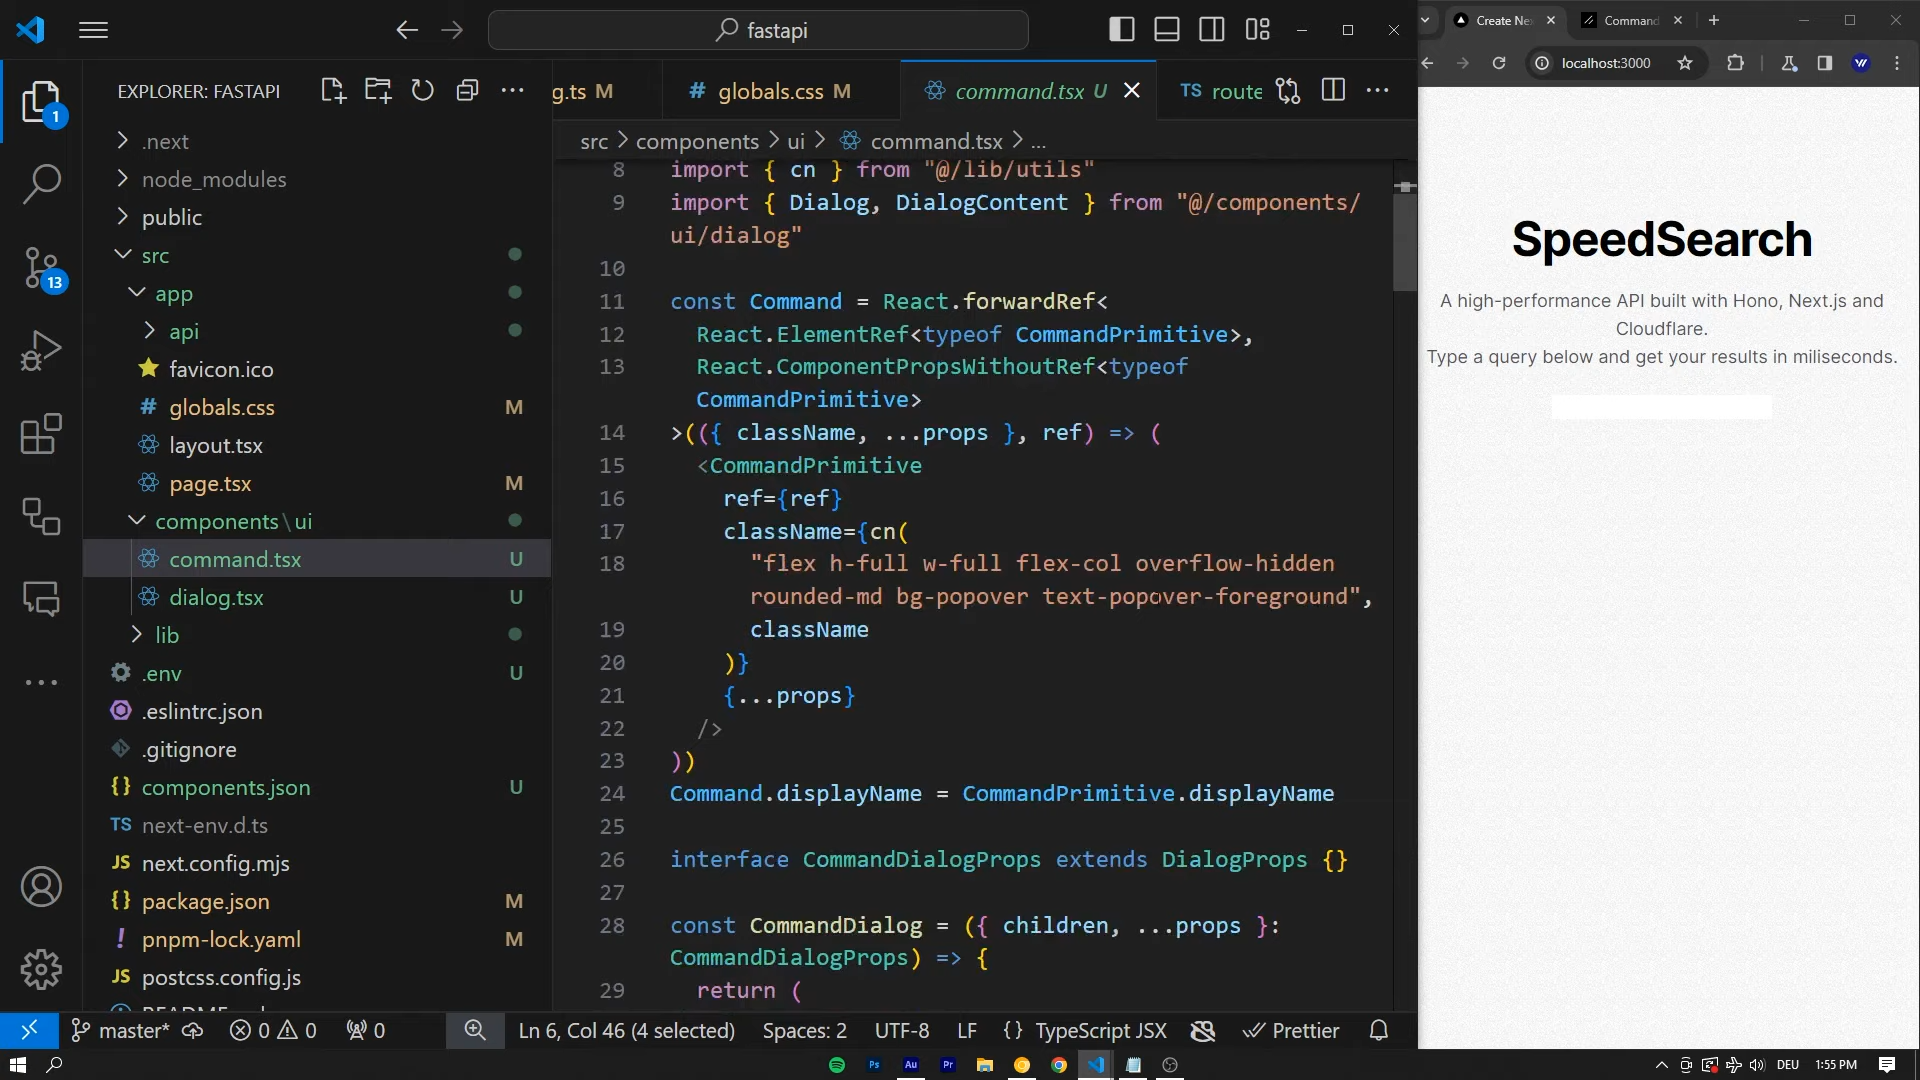 fastapi
EXPLORER: FASTAPI
.next
node_modules
public
src
app
api
favicon.ico
globals.css M
layout.tsx
page.tsx M
components\ui
command.tsx U
dialog.tsx U
lib
.env U
.eslintrc.json
.gitignore
components.json U
next-env.d.ts
next.config.mjs
package.json M
pnpm-lock.yaml M
postcss.config.js
1
13
g.ts M
globals.css M
command.tsx U
TS route
src > components > ui > command.tsx > ...
8 import { cn } from "@/lib/utils"
9 import { Dialog, DialogContent } from "@/components/
ui/dialog"
10
11 const Command = React.forwardRef<
12 React.ElementRef<typeof CommandPrimitive>,
13 React.ComponentPropsWithoutRef<typeof
CommandPrimitive>
14 >(({ className, ...props }, ref) => (
15 <CommandPrimitive
16 ref={ref}
17 className={cn(
18 "flex h-full w-full flex-col overflow-hidden
rounded-md bg-popover text-popover-foreground",
19 className
20 )}
21 {...props}
22 />
23 ))
24 Command.displayName = CommandPrimitive.displayName
25
26 interface CommandDialogProps extends DialogProps {}
27
28 const CommandDialog = ({ children, ...props }:
CommandDialogProps) => {
29 return (
master* 0 0 0 Ln 6, Col 46 (4 selected) Spaces: 2 UTF-8 LF {} TypeScript JSX Prettier
Create Ne Command
localhost:3000
SpeedSearch
A high-performance API built with Hono, Next.js and
Cloudflare.
Type a query below and get your results in miliseconds.
Ps Au Pr DEU 1:55 PM